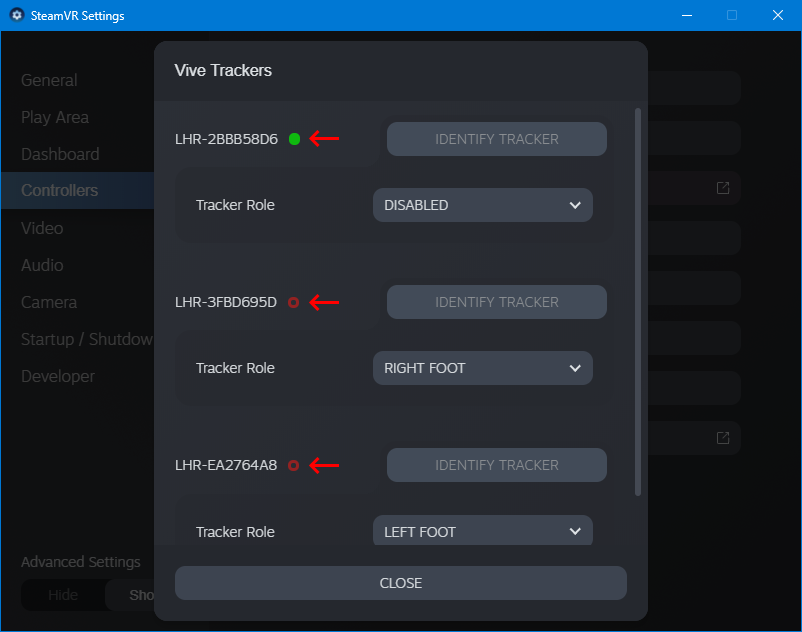 SteamVR Settings
Vive Trackers
General
Play Area
Dashboard
Controllers
Video
Audio
Camera
Startup / Shutdow
Developer
LHR-2BBB58D6
IDENTIFY TRACKER
Tracker Role
DISABLED
LHR-3FBD695D
IDENTIFY TRACKER
Tracker Role
RIGHT FOOT
LHR-EA2764A8
IDENTIFY TRACKER
Tracker Role
LEFT FOOT
Advanced Settings
Hide
Sho
CLOSE